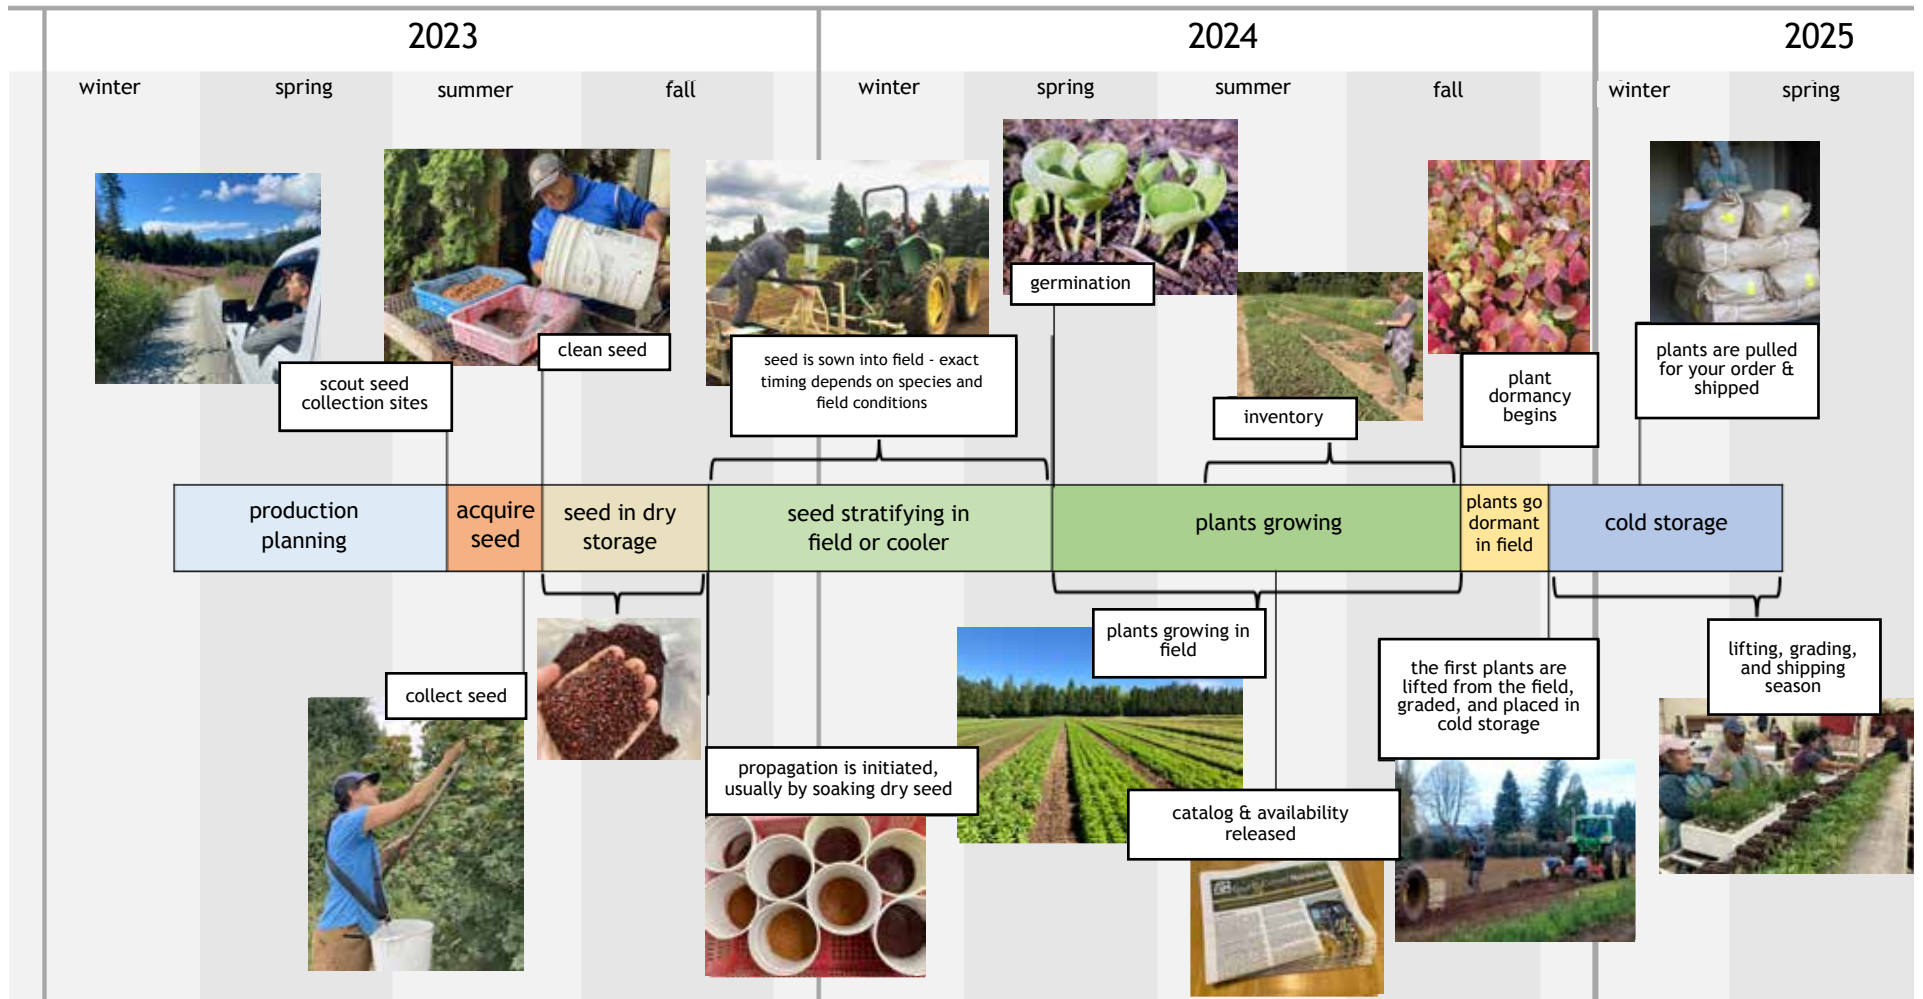 2023
2024
2025
winter
spring
summer
fall
winter
spring
summer
fall
winter
spring
germination
clean seed
seed is sown into field - exact
timing depends on species and
field conditions
scout seed
collection sites
inventory
plant
dormancy
begins
plants are pulled
for your order &
shipped
production
planning
acquire
seed
seed in dry
storage
seed stratifying in
field or cooler
plants growing
plants go
dormant
in field
cold storage
collect seed
propagation is initiated,
usually by soaking dry seed
plants growing in
field
catalog & availability
released
the first plants are
lifted from the field,
graded, and placed in
cold storage
lifting, grading,
and shipping
season